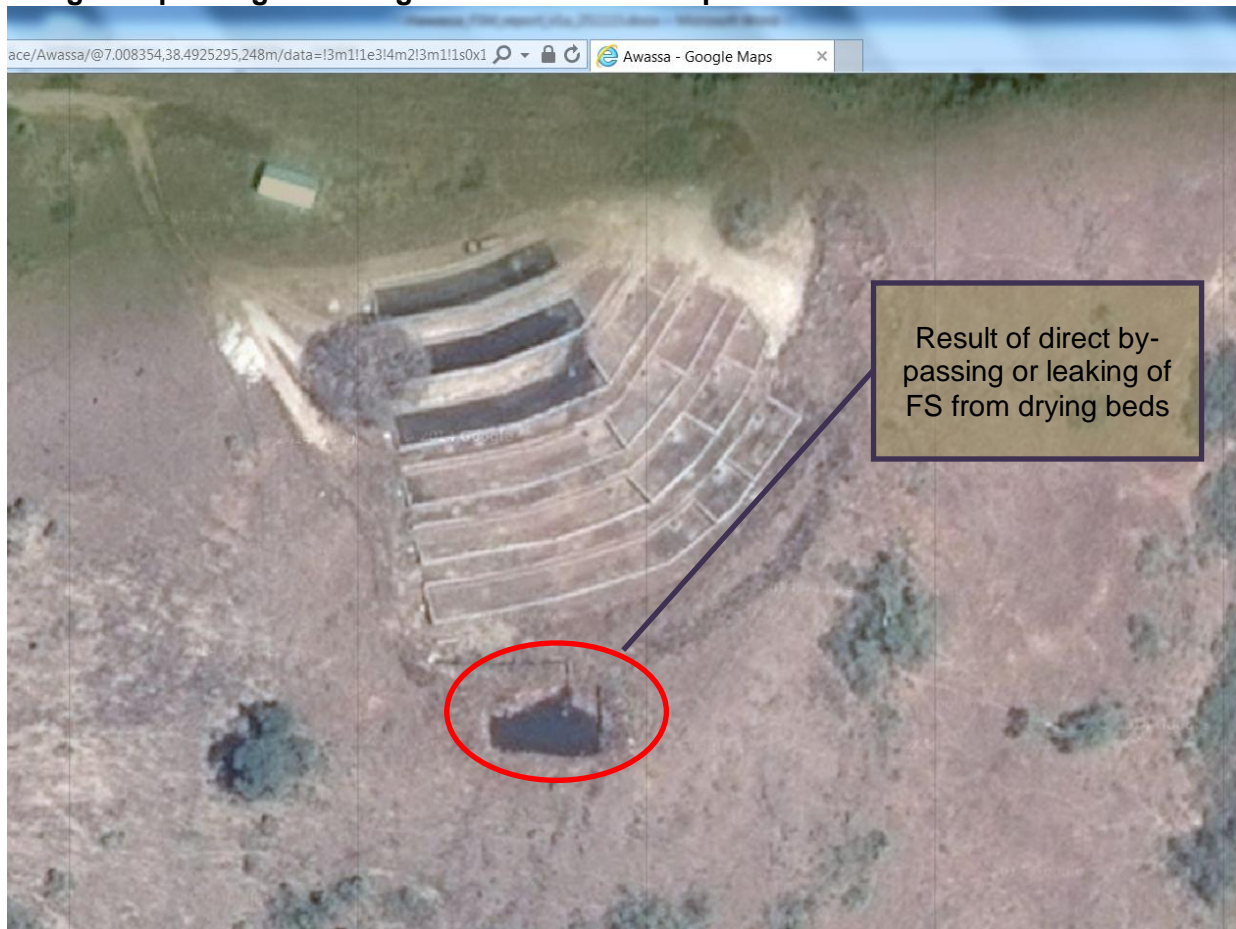 ace/Awassa/@7.008354,38.4925295,248m/data=!3m1!1e3!4m2!3m1!1s0x1
Awassa - Google Maps
Result of direct by-
passing or leaking of
FS from drying beds